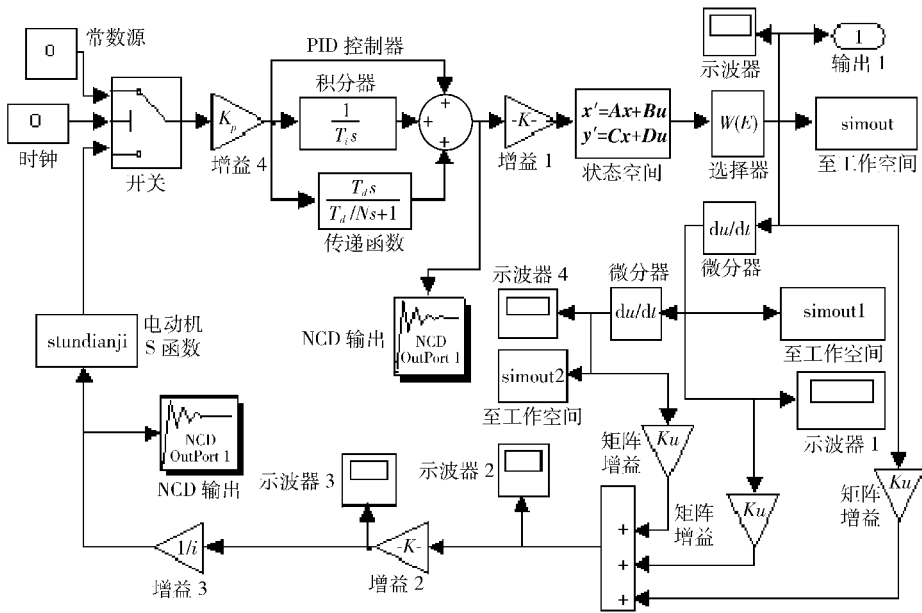 常数源
0
0
时钟
开关
K_p
增益 4
PID 控制器
积分器
1
T_i s
T_d s
T_d /Ns+1
传递函数
+
+
+
-K-
增益 1
x'=Ax+Bu
y'=Cx+Du
状态空间
W(E)
选择器
示波器
1
输出 1
simout
至工作空间
du/dt
微分器
微分器
du/dt
示波器 4
simout1
至工作空间
simout2
至工作空间
示波器 1
NCD 输出
NCD
OutPort 1
stundianji
电动机
S 函数
NCD
OutPort 1
NCD 输出
示波器 3
示波器 2
矩阵
增益
Ku
矩阵
增益
Ku
Ku
矩阵
增益
+
+
+
-K-
增益 2
1/i
增益 3